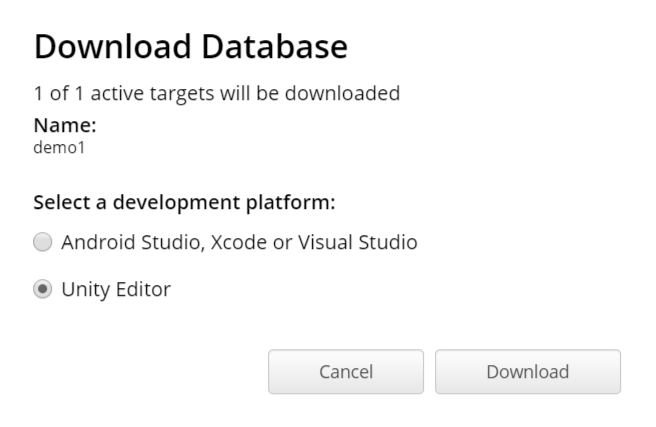 Download Database
1 of 1 active targets will be downloaded
Name:
demo1
Select a development platform:
Android Studio, Xcode or Visual Studio
Unity Editor
Cancel Download